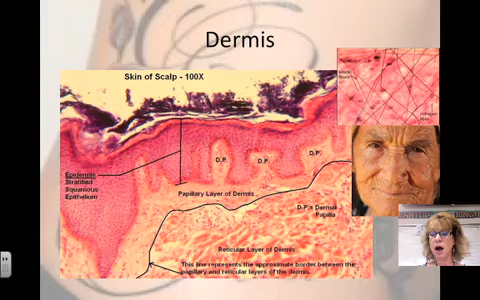 Dermis
Skin of Scalp - 100X
Epidermis
Stratified
Squamous
Epithelium
D.P.
D.P.
D.P.
Papillary Layer of Dermis
D.P.= Dermal
Papilla
Reticular Layer of Dermis
This line represents the approximate border between the
papillary and reticular layers of the dermis.